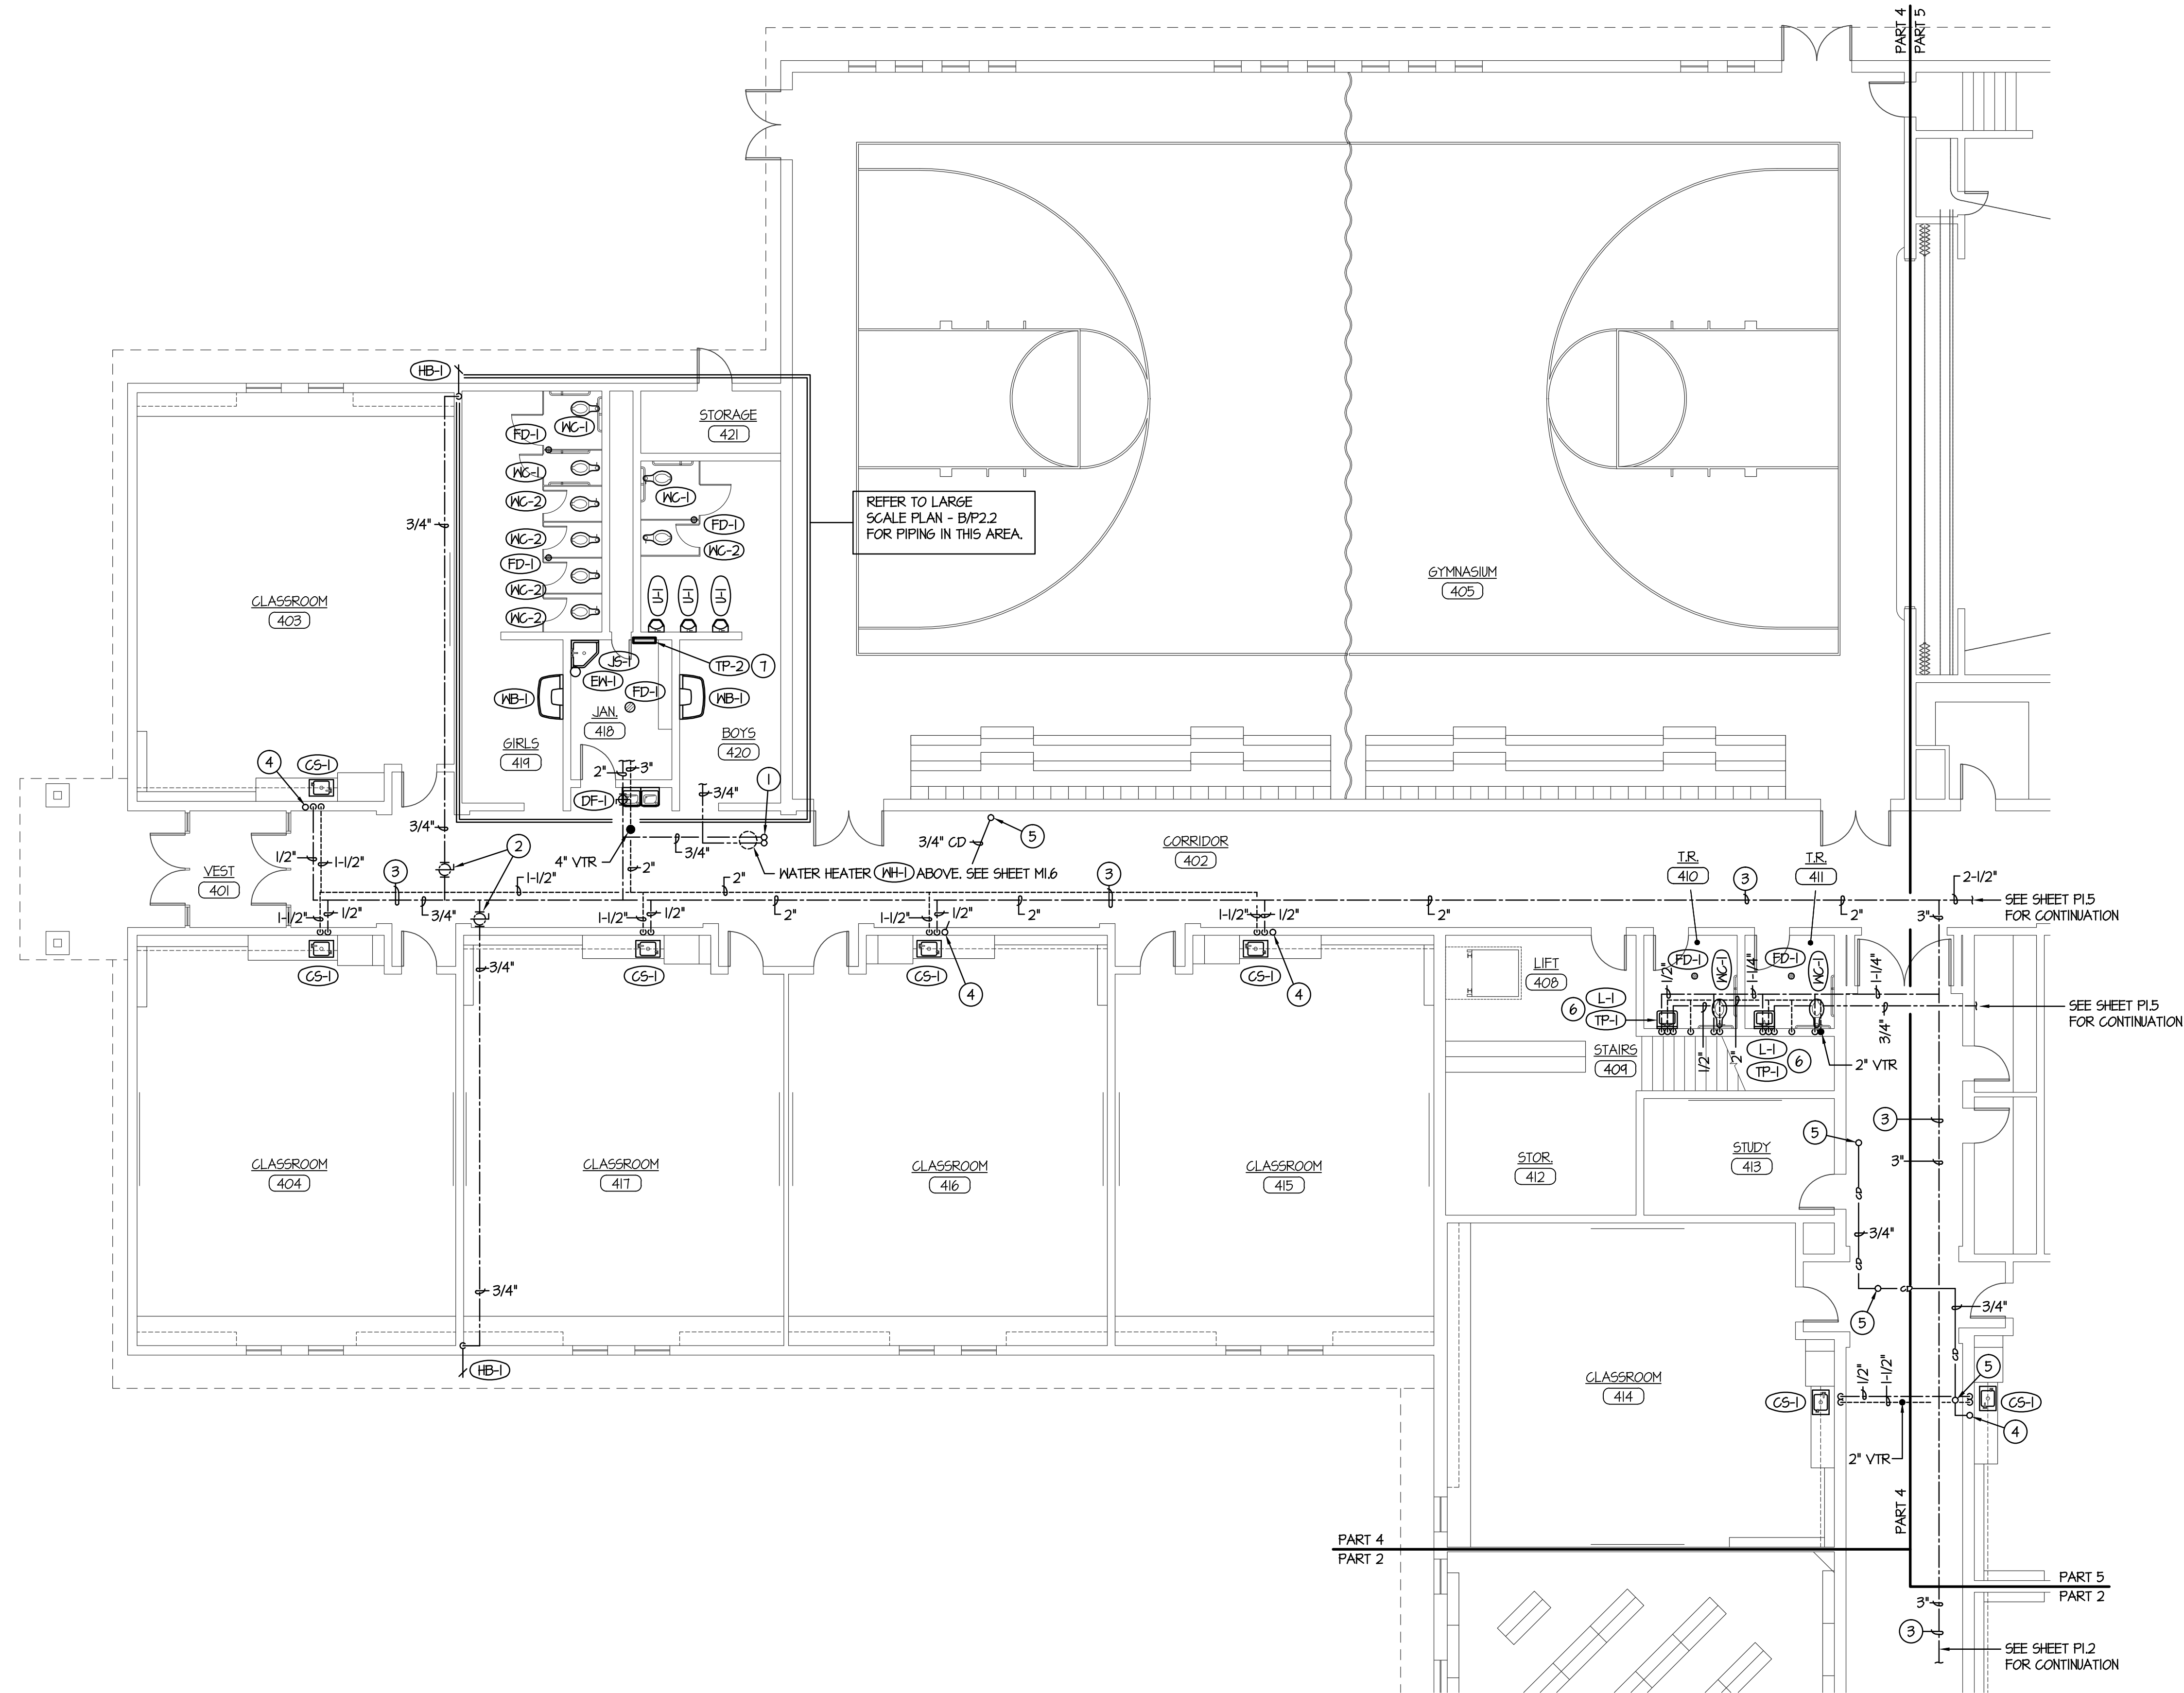 PART 4
PART 5
HB-1
STORAGE
421
FD-1
WC-1
WC-1
WC-2
WC-1
FD-1
WC-2
WC-2
FD-1
WC-2
WC-2
3/4"
REFER TO LARGE
SCALE PLAN - B/P2.2
FOR PIPING IN THIS AREA.
GYMNASIUM
405
CLASSROOM
403
U-1
U-1
U-1
JS-1
EW-1
FD-1
TP-2
7
WB-1
WB-1
JAN.
418
GIRLS
419
BOYS
420
4
CS-1
2"
3"
DF-1
3/4"
1
3/4"
5
3/4" CD
CORRIDOR
402
3/4"
2
4" VTR
WATER HEATER WH-1 ABOVE. SEE SHEET M1.6
VEST
401
1/2"
1-1/2"
3
1-1/2"
2"
2"
3
T.R.
410
T.R.
411
3
2-1/2"
SEE SHEET P1.5
FOR CONTINUATION
3/4"
2"
2"
2"
2"
3"
1-1/2"
1/2"
1-1/2"
1/2"
1-1/2"
1/2"
1-1/2"
1/2"
CS-1
3/4"
CS-1
CS-1
4
CS-1
4
LIFT
408
FD-1
WC-1
FD-1
WC-1
1/2"
1-1/4"
1-1/4"
6
L-1
TP-1
SEE SHEET P1.5
FOR CONTINUATION
3/4"
STAIRS
409
1/2"
2"
L-1
TP-1
6
2" VTR
3
5
3"
CLASSROOM
404
CLASSROOM
417
CLASSROOM
416
CLASSROOM
415
STOR.
412
STUDY
413
CD
3/4"
CD
3/4"
5
CD
3/4"
CD
HB-1
5
CLASSROOM
414
CS-1
1/2"
1-1/2"
CS-1
4
2" VTR
PART 4
PART 4
PART 2
PART 5
PART 2
3"
3
SEE SHEET P1.2
FOR CONTINUATION